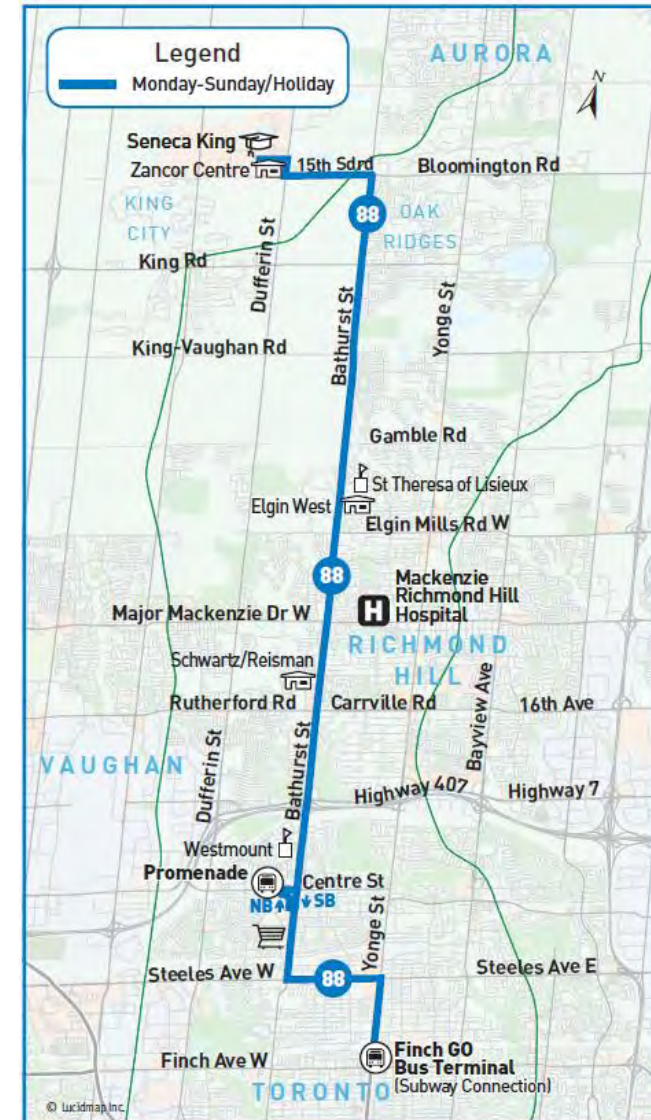 Legend
Monday-Sunday/Holiday
AURORA
N
Seneca King
Zancor Centre
15th Sdrd
Bloomington Rd
88
KING
CITY
OAK
RIDGES
King Rd
Dufferin St
Bathurst St
Yonge St
King-Vaughan Rd
Gamble Rd
St Theresa of Lisieux
Elgin West
Elgin Mills Rd W
88
Mackenzie
Richmond Hill
Hospital
H
Major Mackenzie Dr W
RICHMOND
HILL
Schwartz/Reisman
Rutherford Rd
Carrville Rd
16th Ave
Bayview Ave
VAUGHAN
Dufferin St
Bathurst St
Highway 407
Highway 7
Westmount
Promenade
Centre St
NB
SB
Yonge St
Steeles Ave W
88
Steeles Ave E
Finch Ave W
Finch GO
Bus Terminal
(Subway Connection)
TORONTO
© Lucidmap Inc.